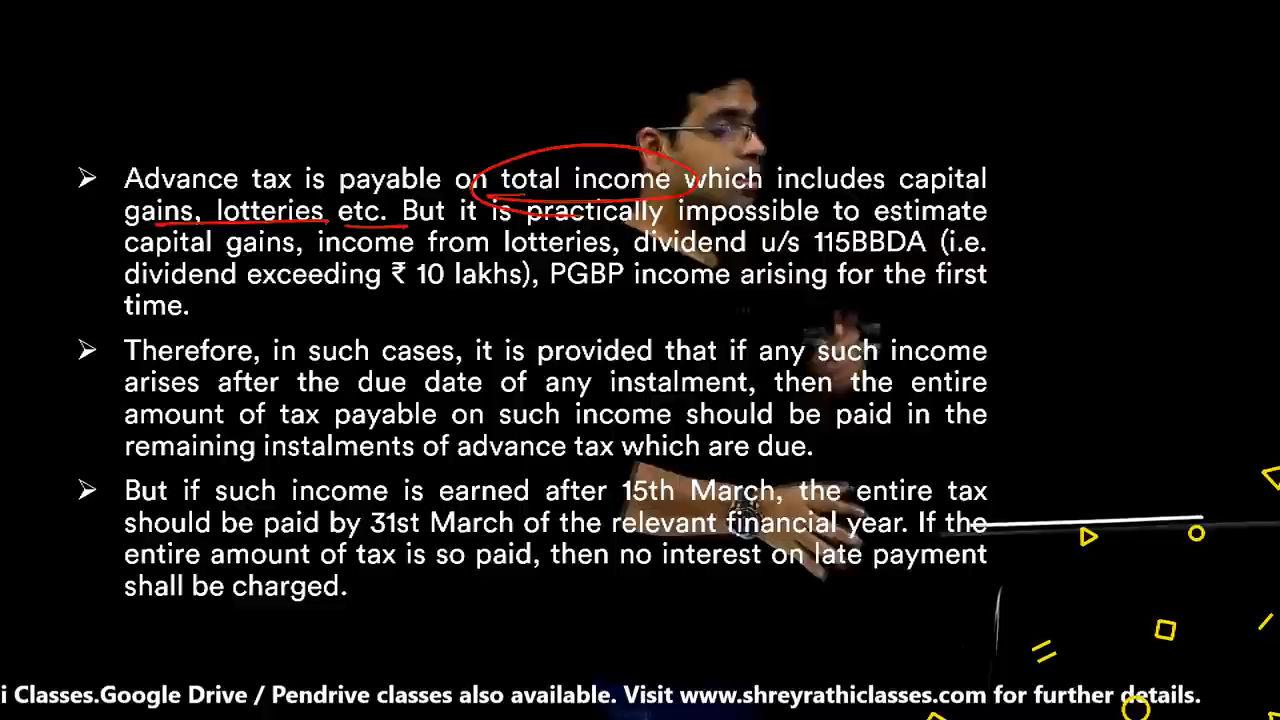 ➢ Advance tax is payable on total income which includes capital
gains, lotteries etc. But it is practically impossible to estimate
capital gains, income from lotteries, dividend u/s 115BBDA (i.e.
dividend exceeding ₹ 10 lakhs), PGBP income arising for the first
time.
➢ Therefore, in such cases, it is provided that if any such income
arises after the due date of any instalment, then the entire
amount of tax payable on such income should be paid in the
remaining instalments of advance tax which are due.
➢ But if such income is earned after 15th March, the entire tax
should be paid by 31st March of the relevant financial year. If the
entire amount of tax is so paid, then no interest on late payment
shall be charged.
i Classes.Google Drive / Pendrive classes also available. Visit www.shreyrathiclasses.com for further details.